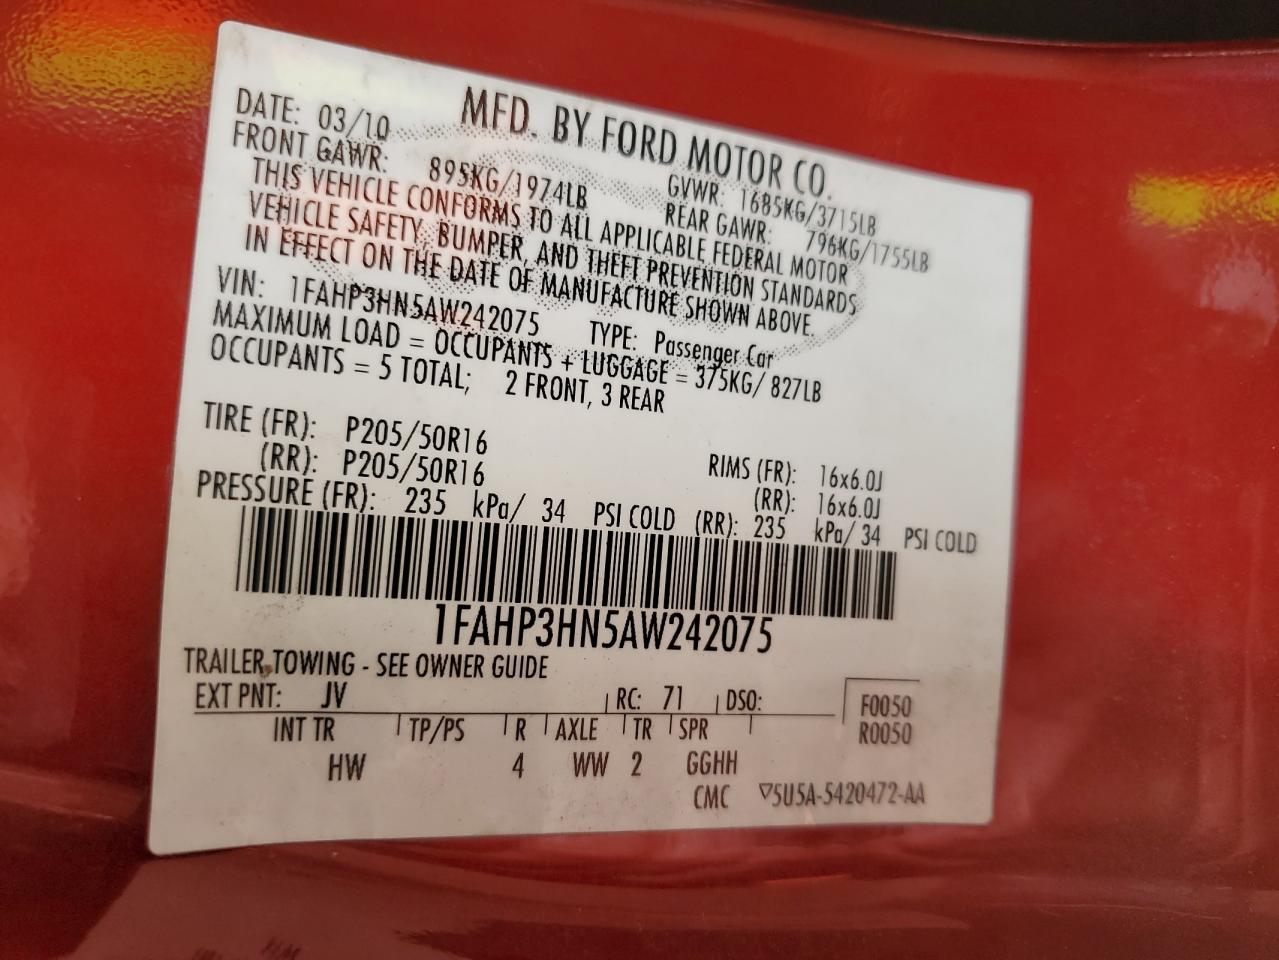 MFD. BY FORD MOTOR CO.
DATE: 03/10 GVWR: 1685KG/3715LB
FRONT GAWR: 895KG/1974LB REAR GAWR: 796KG/1755LB
THIS VEHICLE CONFORMS TO ALL APPLICABLE FEDERAL MOTOR
VEHICLE SAFETY, BUMPER, AND THEFT PREVENTION STANDARDS
IN EFFECT ON THE DATE OF MANUFACTURE SHOWN ABOVE.
VIN: 1FAHP3HN5AW242075 TYPE: Passenger Car
MAXIMUM LOAD = OCCUPANTS + LUGGAGE = 375KG/ 827LB
OCCUPANTS = 5 TOTAL; 2 FRONT, 3 REAR
TIRE (FR): P205/50R16 RIMS (FR): 16x6.0J
(RR): P205/50R16 (RR): 16x6.0J
PRESSURE (FR): 235 kPa/ 34 PSI COLD (RR): 235 kPa/ 34 PSI COLD
1FAHP3HN5AW242075
TRAILER TOWING - SEE OWNER GUIDE
EXT PNT: JV RC: 71 DSO: F0050
INT TR TP/PS R AXLE TR SPR R0050
HW 4 WW 2 GGHH
CMC ▽5U5A-5420472-AA